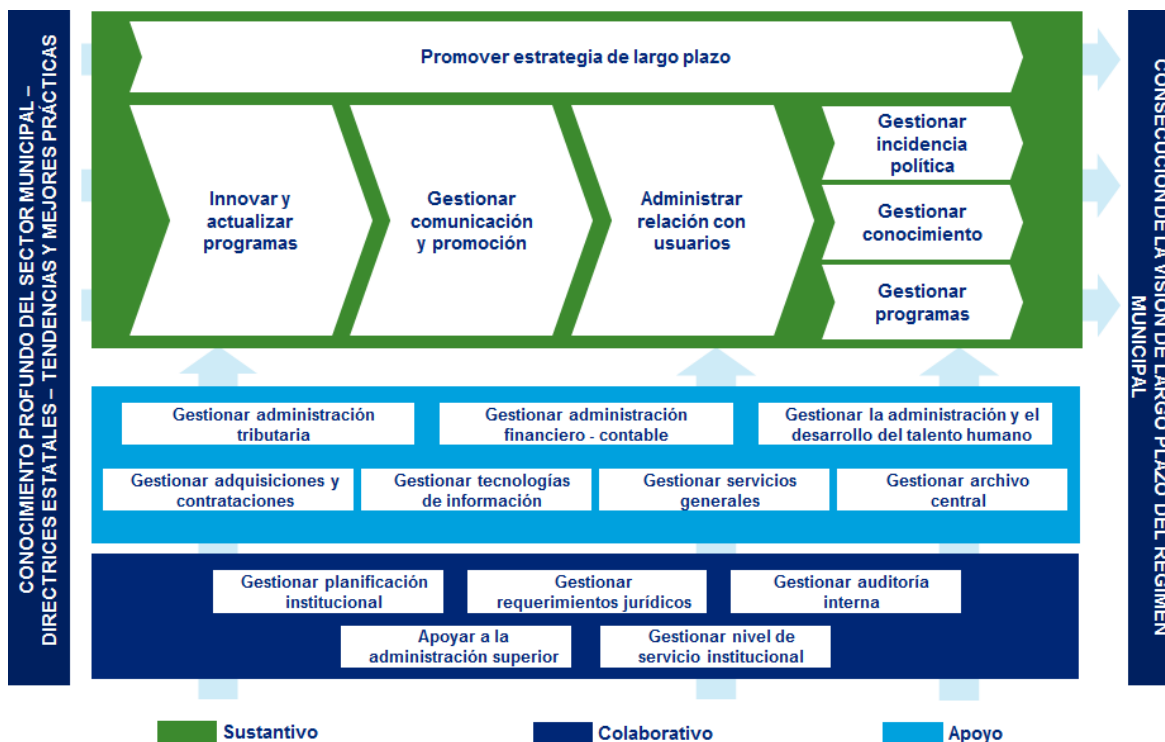 CONOCIMIENTO PROFUNDO DEL SECTOR MUNICIPAL –
DIRECTRICES ESTATALES – TENDENCIAS Y MEJORES PRÁCTICAS
Promover estrategia de largo plazo
Innovar y
actualizar
programas
Gestionar
comunicación
y promoción
Administrar
relación con
usuarios
Gestionar
incidencia
política
Gestionar
conocimiento
Gestionar
programas
Gestionar administración
tributaria
Gestionar administración
financiero - contable
Gestionar la administración y el
desarrollo del talento humano
Gestionar adquisiciones y
contrataciones
Gestionar tecnologías
de información
Gestionar servicios
generales
Gestionar archivo
central
Gestionar planificación
institucional
Gestionar
requerimientos jurídicos
Gestionar auditoría
interna
Apoyar a la
administración superior
Gestionar nivel de
servicio institucional
CONSECUCIÓN DE LA VISIÓN DE LARGO PLAZO DEL RÉGIMEN
MUNICIPAL
Sustantivo
Colaborativo
Apoyo